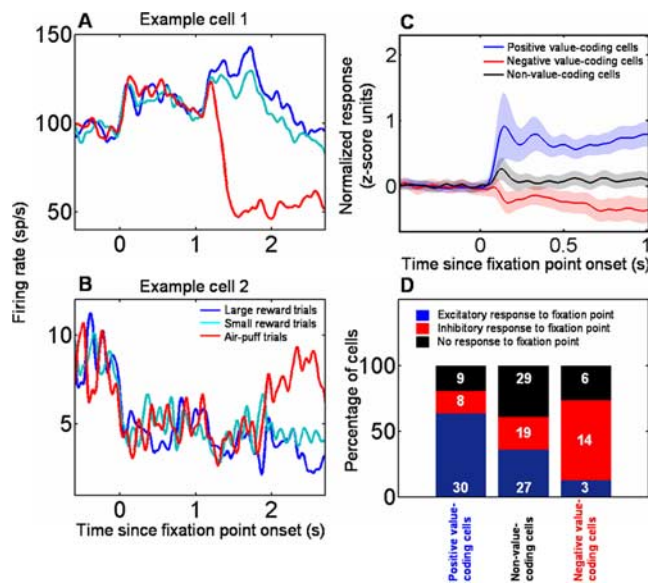 A
Example cell 1
150
100
50
0
1
2
Firing rate (sp/s)
B
Example cell 2
Large reward trials
Small reward trials
Air-puff trials
10
5
0
1
2
Time since fixation point onset (s)
C
Positive value-coding cells
Negative value-coding cells
Non-value-coding cells
2
1
0
Normalized response
(z-score units)
0
0.5
1
Time since fixation point onset (s)
D
Excitatory response to fixation point
Inhibitory response to fixation point
No response to fixation point
Percentage of cells
100
50
0
9
8
30
29
19
27
6
14
3
Positive value-
coding cells
Non-value-
coding cells
Negative value-
coding cells